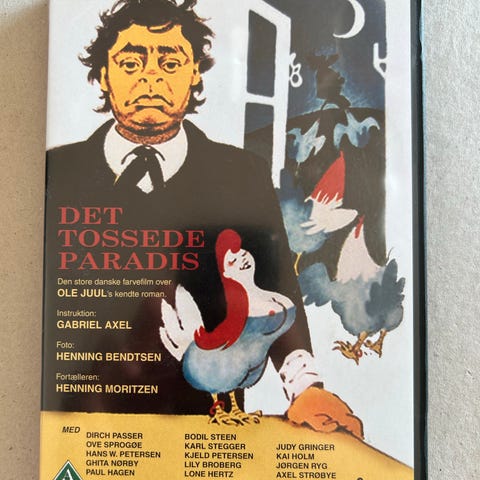 DET
TOSSEDE
PARADIS
Den store danske farvefilm over
OLE JUUL's kendte roman.
Instruktion:
GABRIEL AXEL
Foto:
HENNING BENDTSEN
Fortælleren:
HENNING MORITZEN
MED
DIRCH PASSER
OVE SPROGØE
HANS W. PETERSEN
GHITA NØRBY
PAUL HAGEN
BODIL STEEN
KARL STEGGER
KJELD PETERSEN
LILY BROBERG
LONE HERTZ
JUDY GRINGER
KAI HOLM
JØRGEN RYG
AXEL STRØBYE
A